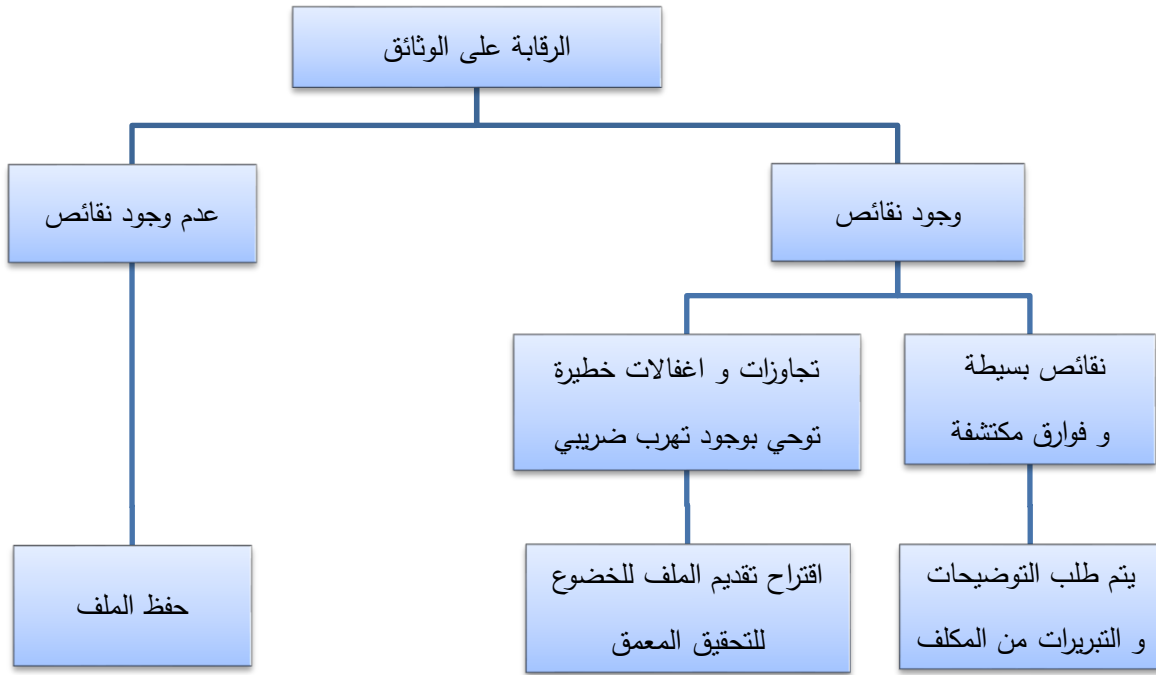 الرقابة على الوثائق
وجود نقائص
عدم وجود نقائص
نقائص بسيطة
و فوارق مكتشفة
تجاوزات و اغفالات خطيرة
توحي بوجود تهرب ضريبي
يتم طلب التوضيحات
و التبريرات من المكلف
اقتراح تقديم الملف للخضوع
للتحقيق المعمق
حفظ الملف